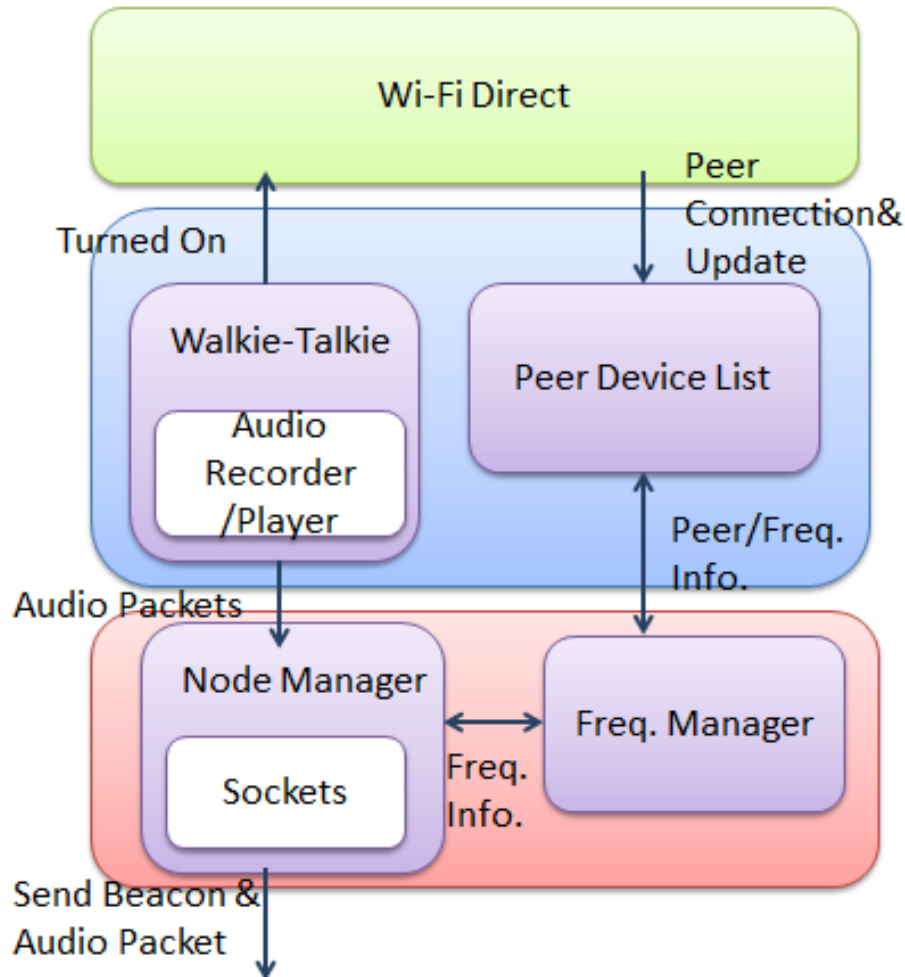 Wi-Fi Direct
Peer
Connection&
Update
Turned On
Walkie-Talkie
Audio
Recorder
/Player
Peer Device List
Peer/Freq.
Info.
Audio Packets
Node Manager
Sockets
Freq.
Info.
Freq. Manager
Send Beacon &
Audio Packet